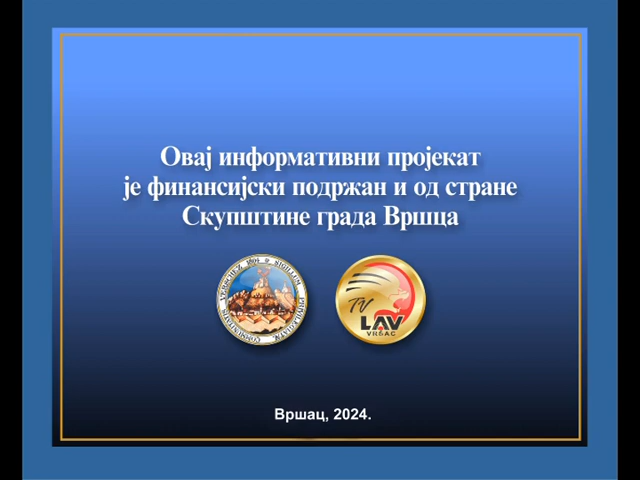 Овај информативни пројекат
је финансијски подржан и од стране
Скупштине града Вршца
TV
LAV
VRŠAC
Вршац, 2024.